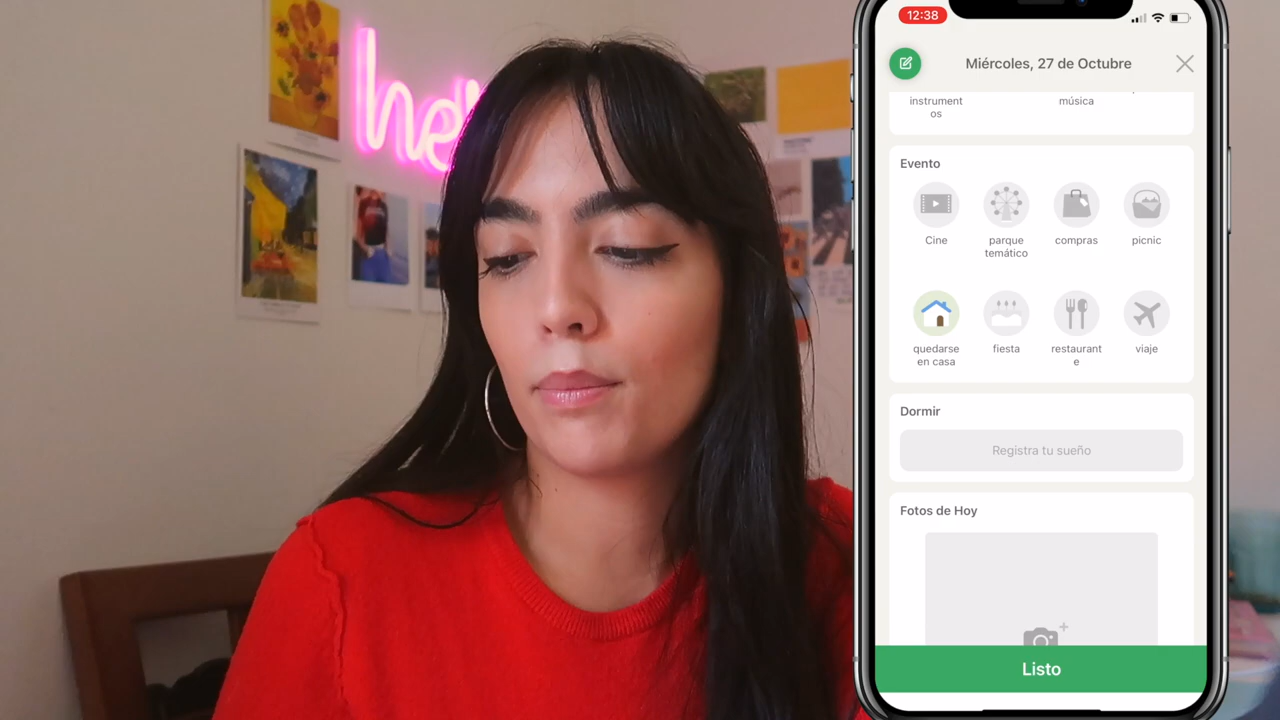 hey
12:38
Miércoles, 27 de Octubre
instrument
os
música
Evento
Cine
parque
temático
compras
picnic
quedarse
en casa
fiesta
restaurant
e
viaje
Dormir
Registra tu sueño
Fotos de Hoy
Listo